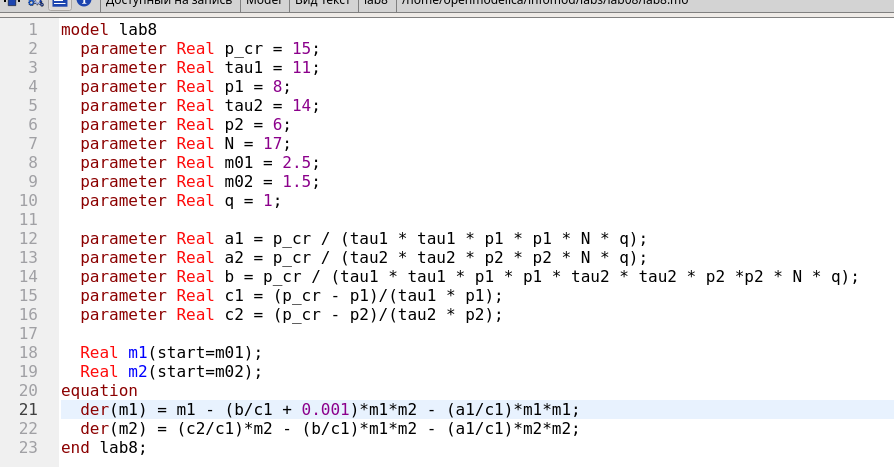 Доступный на запись Model Вид Текст lab8 /home/openmodelica/infomod/labs/lab08/lab8.mo
1 model lab8
2 parameter Real p_cr = 15;
3 parameter Real tau1 = 11;
4 parameter Real p1 = 8;
5 parameter Real tau2 = 14;
6 parameter Real p2 = 6;
7 parameter Real N = 17;
8 parameter Real m01 = 2.5;
9 parameter Real m02 = 1.5;
10 parameter Real q = 1;
11
12 parameter Real a1 = p_cr / (tau1 * tau1 * p1 * p1 * N * q);
13 parameter Real a2 = p_cr / (tau2 * tau2 * p2 * p2 * N * q);
14 parameter Real b = p_cr / (tau1 * tau1 * p1 * p1 * tau2 * tau2 * p2 *p2 * N * q);
15 parameter Real c1 = (p_cr - p1)/(tau1 * p1);
16 parameter Real c2 = (p_cr - p2)/(tau2 * p2);
17
18 Real m1(start=m01);
19 Real m2(start=m02);
20 equation
21 der(m1) = m1 - (b/c1 + 0.001)*m1*m2 - (a1/c1)*m1*m1;
22 der(m2) = (c2/c1)*m2 - (b/c1)*m1*m2 - (a1/c1)*m2*m2;
23 end lab8;